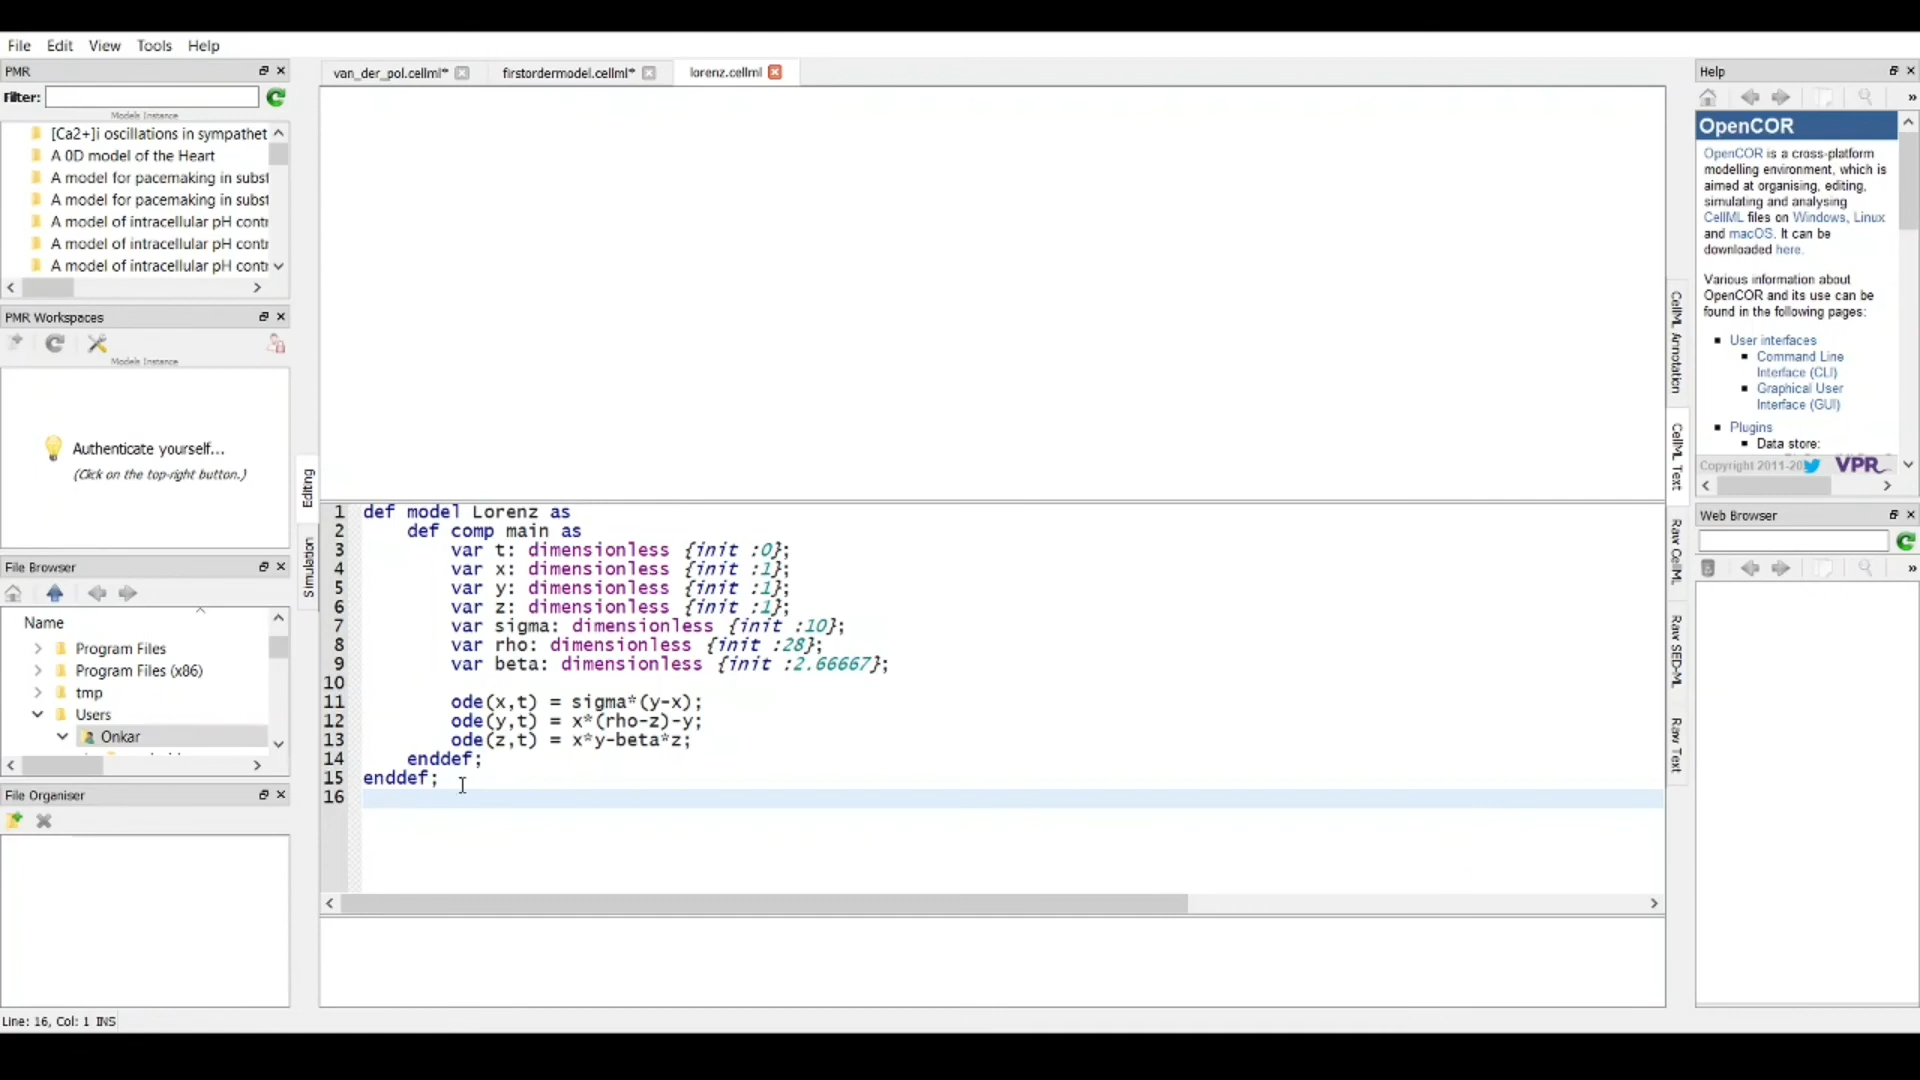 File Edit View Tools Help
PMR
Filter:
Models Instance
[Ca2+]i oscillations in sympathet
A 0D model of the Heart
A model for pacemaking in subst
A model for pacemaking in subst
A model of intracellular pH contr
A model of intracellular pH contr
A model of intracellular pH contr
PMR Workspaces
Models Instance
Authenticate yourself...
(Click on the top-right button.)
File Browser
Name
Program Files
Program Files (x86)
tmp
Users
Onkar
File Organiser
Line: 16, Col: 1 INS
Editing
Simulation
van_der_pol.cellml* firstordermodel.cellml* lorenz.cellml
1 def model Lorenz as
2 def comp main as
3 var t: dimensionless {init :0};
4 var x: dimensionless {init :1};
5 var y: dimensionless {init :1};
6 var z: dimensionless {init :1};
7 var sigma: dimensionless {init :10};
8 var rho: dimensionless {init :28};
9 var beta: dimensionless {init :2.66667};
10
11 ode(x,t) = sigma*(y-x);
12 ode(y,t) = x*(rho-z)-y;
13 ode(z,t) = x*y-beta*z;
14 enddef;
15 enddef;
16
CellML Annotation
CellML Text
Raw CellML
Raw SED-ML
Raw Text
Help
»
OpenCOR
OpenCOR is a cross-platform
modelling environment, which is
aimed at organising, editing,
simulating and analysing
CellML files on Windows, Linux
and macOS. It can be
downloaded here.
Various information about
OpenCOR and its use can be
found in the following pages:
User interfaces
Command Line
Interface (CLI)
Graphical User
Interface (GUI)
Plugins
Data store:
Copyright 2011-20 VPR
Web Browser
»